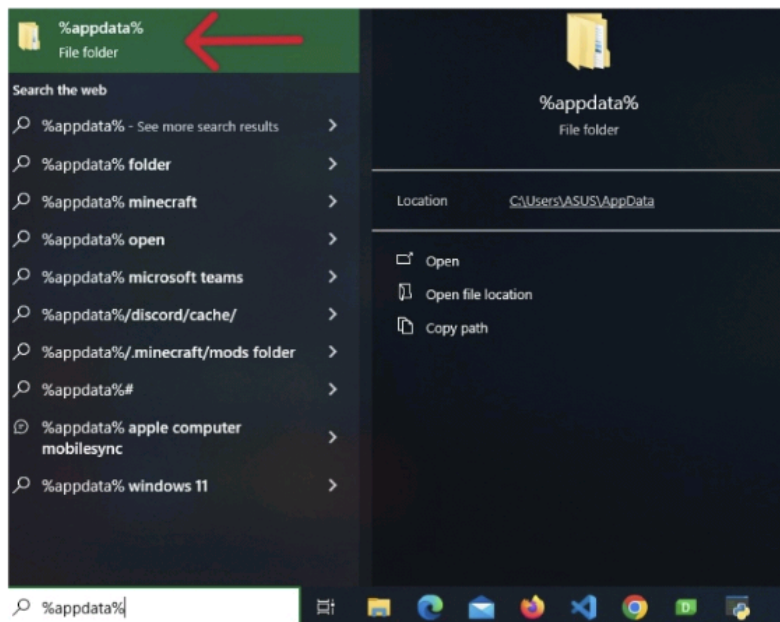 %appdata%
File folder
Search the web
%appdata% - See more search results
%appdata% folder
%appdata% minecraft
%appdata% open
%appdata% microsoft teams
%appdata%/discord/cache/
%appdata%/.minecraft/mods folder
%appdata%#
%appdata% apple computer
mobilesync
%appdata% windows 11
%appdata%
%appdata%
File folder
Location C:\Users\ASUS\AppData
Open
Open file location
Copy path
D